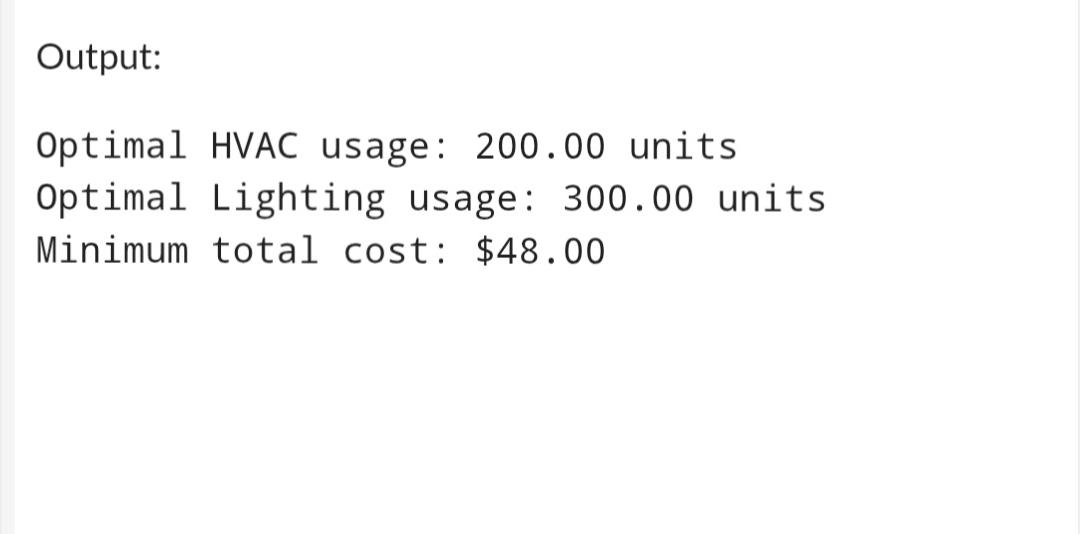 Output:
Optimal HVAC usage: 200.00 units
Optimal Lighting usage: 300.00 units
Minimum total cost: $48.00